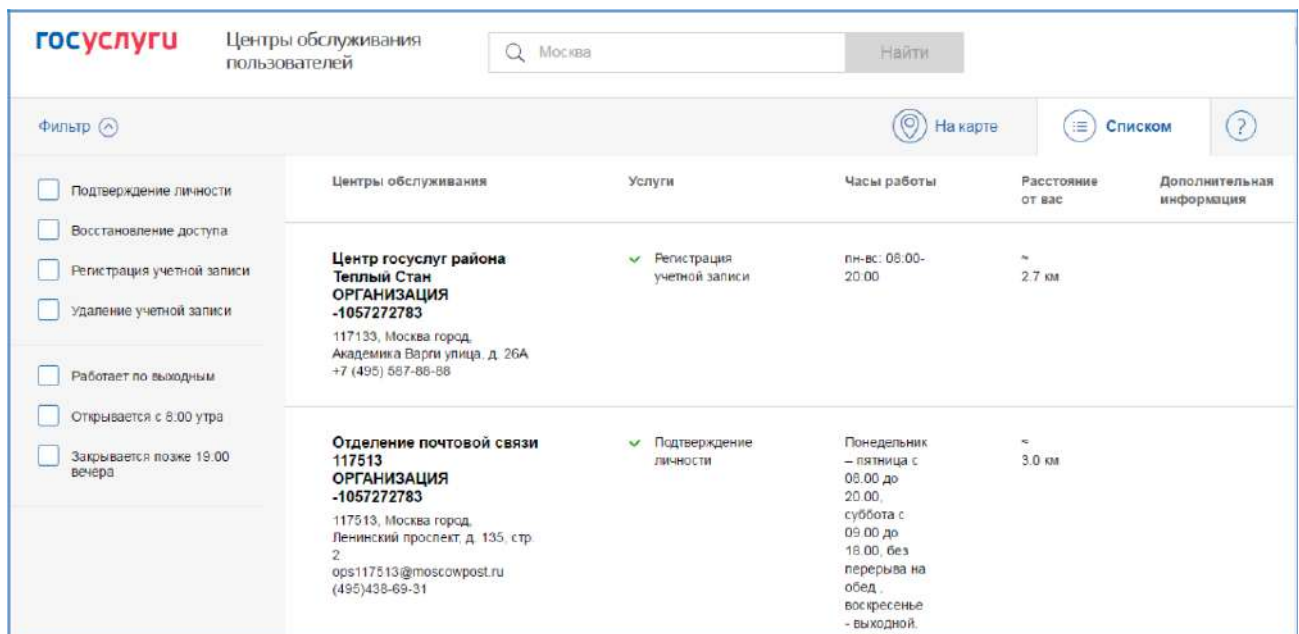 госуслуги
Центры обслуживания
пользователей
Москва
Найти
Фильтр
На карте
Списком
?
Подтверждение личности
Восстановление доступа
Регистрация учетной записи
Удаление учетной записи
Работает по выходным
Открывается с 8:00 утра
Закрывается позже 19:00
вечера
Центры обслуживания
Услуги
Часы работы
Расстояние
от вас
Дополнительная
информация
Центр госуслуг района
Теплый Стан
ОРГАНИЗАЦИЯ
-1057272783
117133, Москва город,
Академика Варги улица, д. 26А
+7 (495) 587-88-88
Регистрация
учетной записи
пн-вс: 08:00-
20:00
~
2.7 км
Отделение почтовой связи
117513
ОРГАНИЗАЦИЯ
-1057272783
117513, Москва город,
Ленинский проспект, д. 135, стр.
2
ops117513@moscowpost.ru
(495)438-69-31
Подтверждение
личности
Понедельник
– пятница с
08.00 до
20.00,
суббота с
09.00 до
18.00, без
перерыва на
обед ,
воскресенье
- выходной.
~
3.0 км